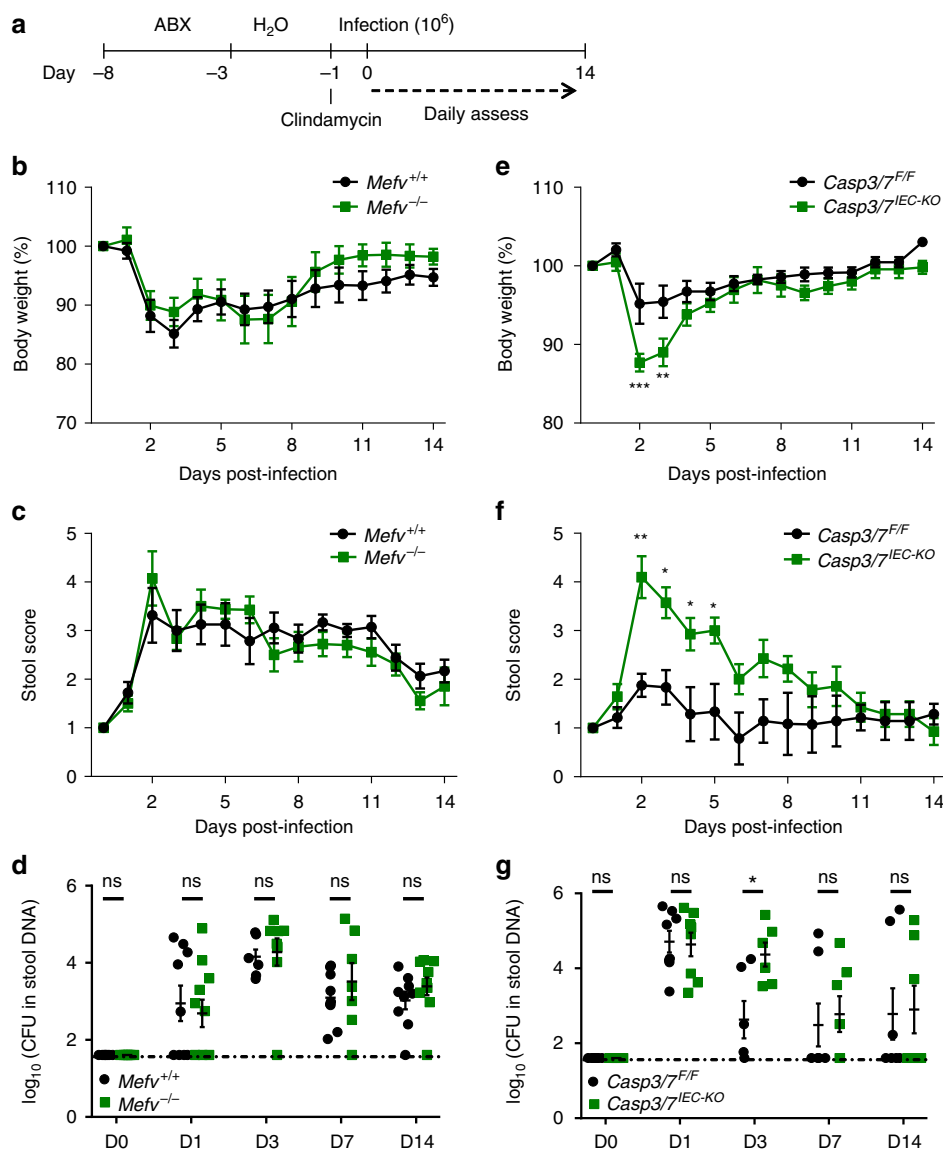 a
ABX H₂O Infection (10⁶)
Day –8 –3 –1 0 14
Clindamycin Daily assess
b
110
100
90
80
70
Body weight (%)
Mefv+/+
Mefv−/−
2 5 8 11 14
Days post-infection
e
110
100
90
80
Body weight (%)
Casp3/7F/F
Casp3/7IEC-KO
*** **
2 5 8 11 14
Days post-infection
c
5
4
3
2
1
0
Stool score
Mefv+/+
Mefv−/−
2 5 8 11 14
Days post-infection
f
5
4
3
2
1
0
Stool score
Casp3/7F/F
Casp3/7IEC-KO
** * * *
2 5 8 11 14
Days post-infection
d
ns ns ns ns ns
6
4
2
0
log₁₀ (CFU in stool DNA)
Mefv+/+
Mefv−/−
D0 D1 D3 D7 D14
g
ns ns * ns ns
6
4
2
0
log₁₀ (CFU in stool DNA)
Casp3/7F/F
Casp3/7IEC-KO
D0 D1 D3 D7 D14